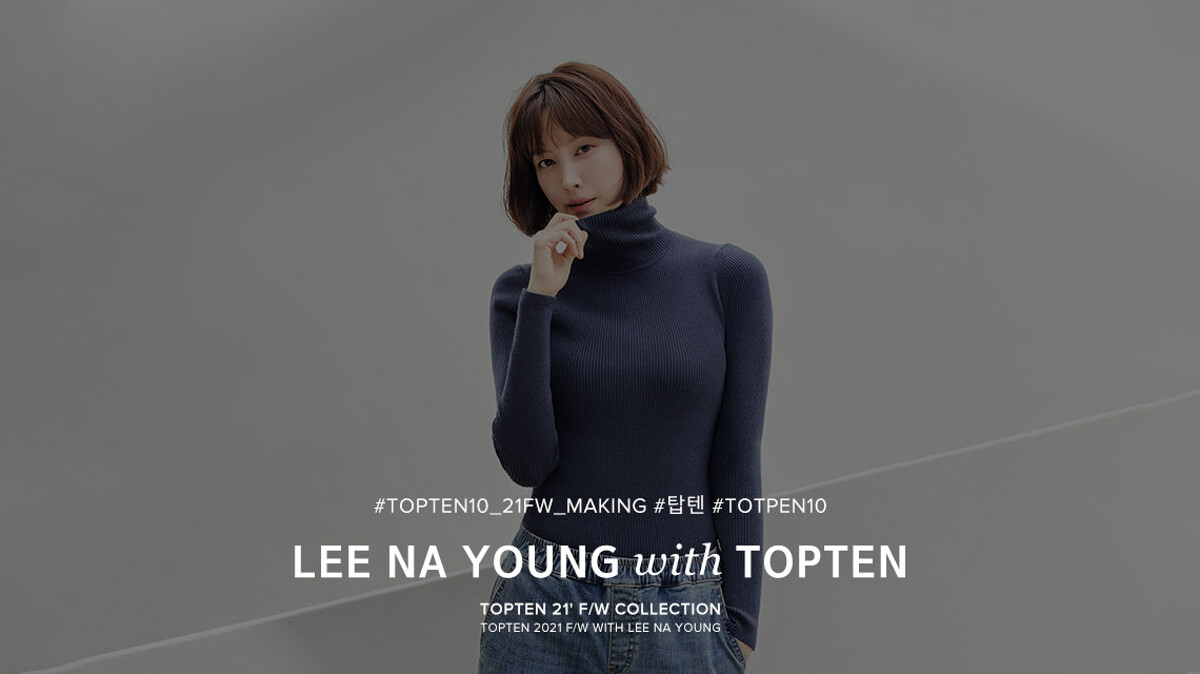 #TOPTEN10_21FW_MAKING #탑텐 #TOTPEN10
LEE NA YOUNG with TOPTEN
TOPTEN 21' F/W COLLECTION
TOPTEN 2021 F/W WITH LEE NA YOUNG